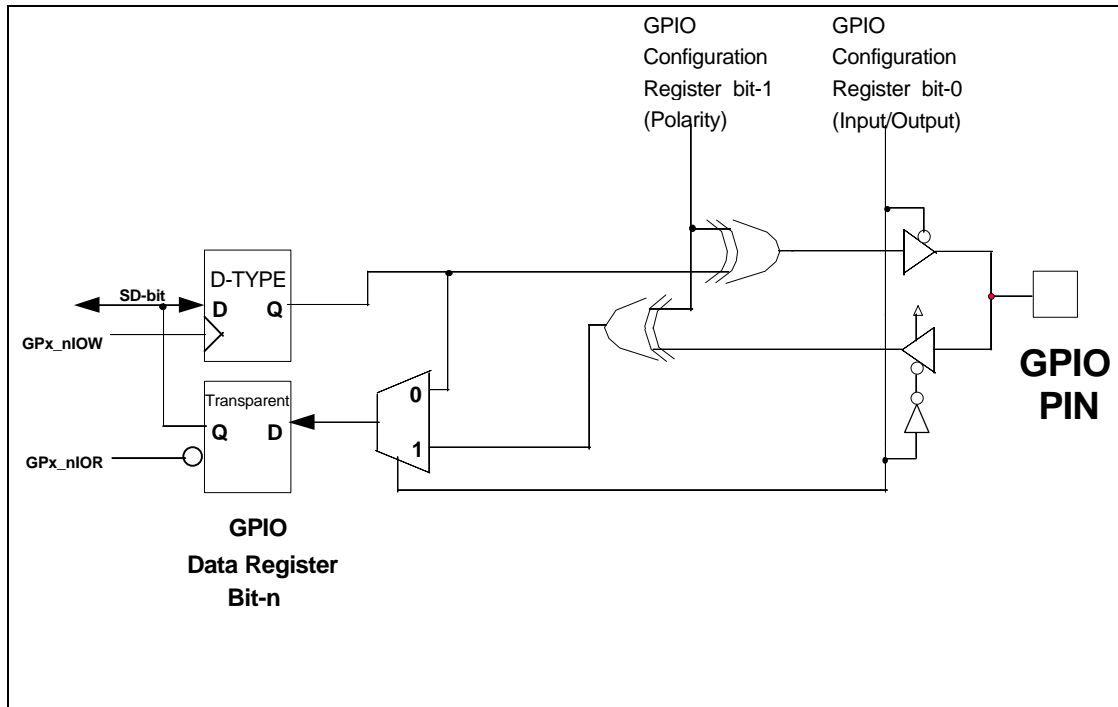 GPIO
Configuration
Register bit-1
(Polarity)
GPIO
Configuration
Register bit-0
(Input/Output)
D-TYPE
SD-bit
D Q
GPx_nIOW
Transparent
Q D
GPx_nIOR
0
1
GPIO
PIN
GPIO
Data Register
Bit-n